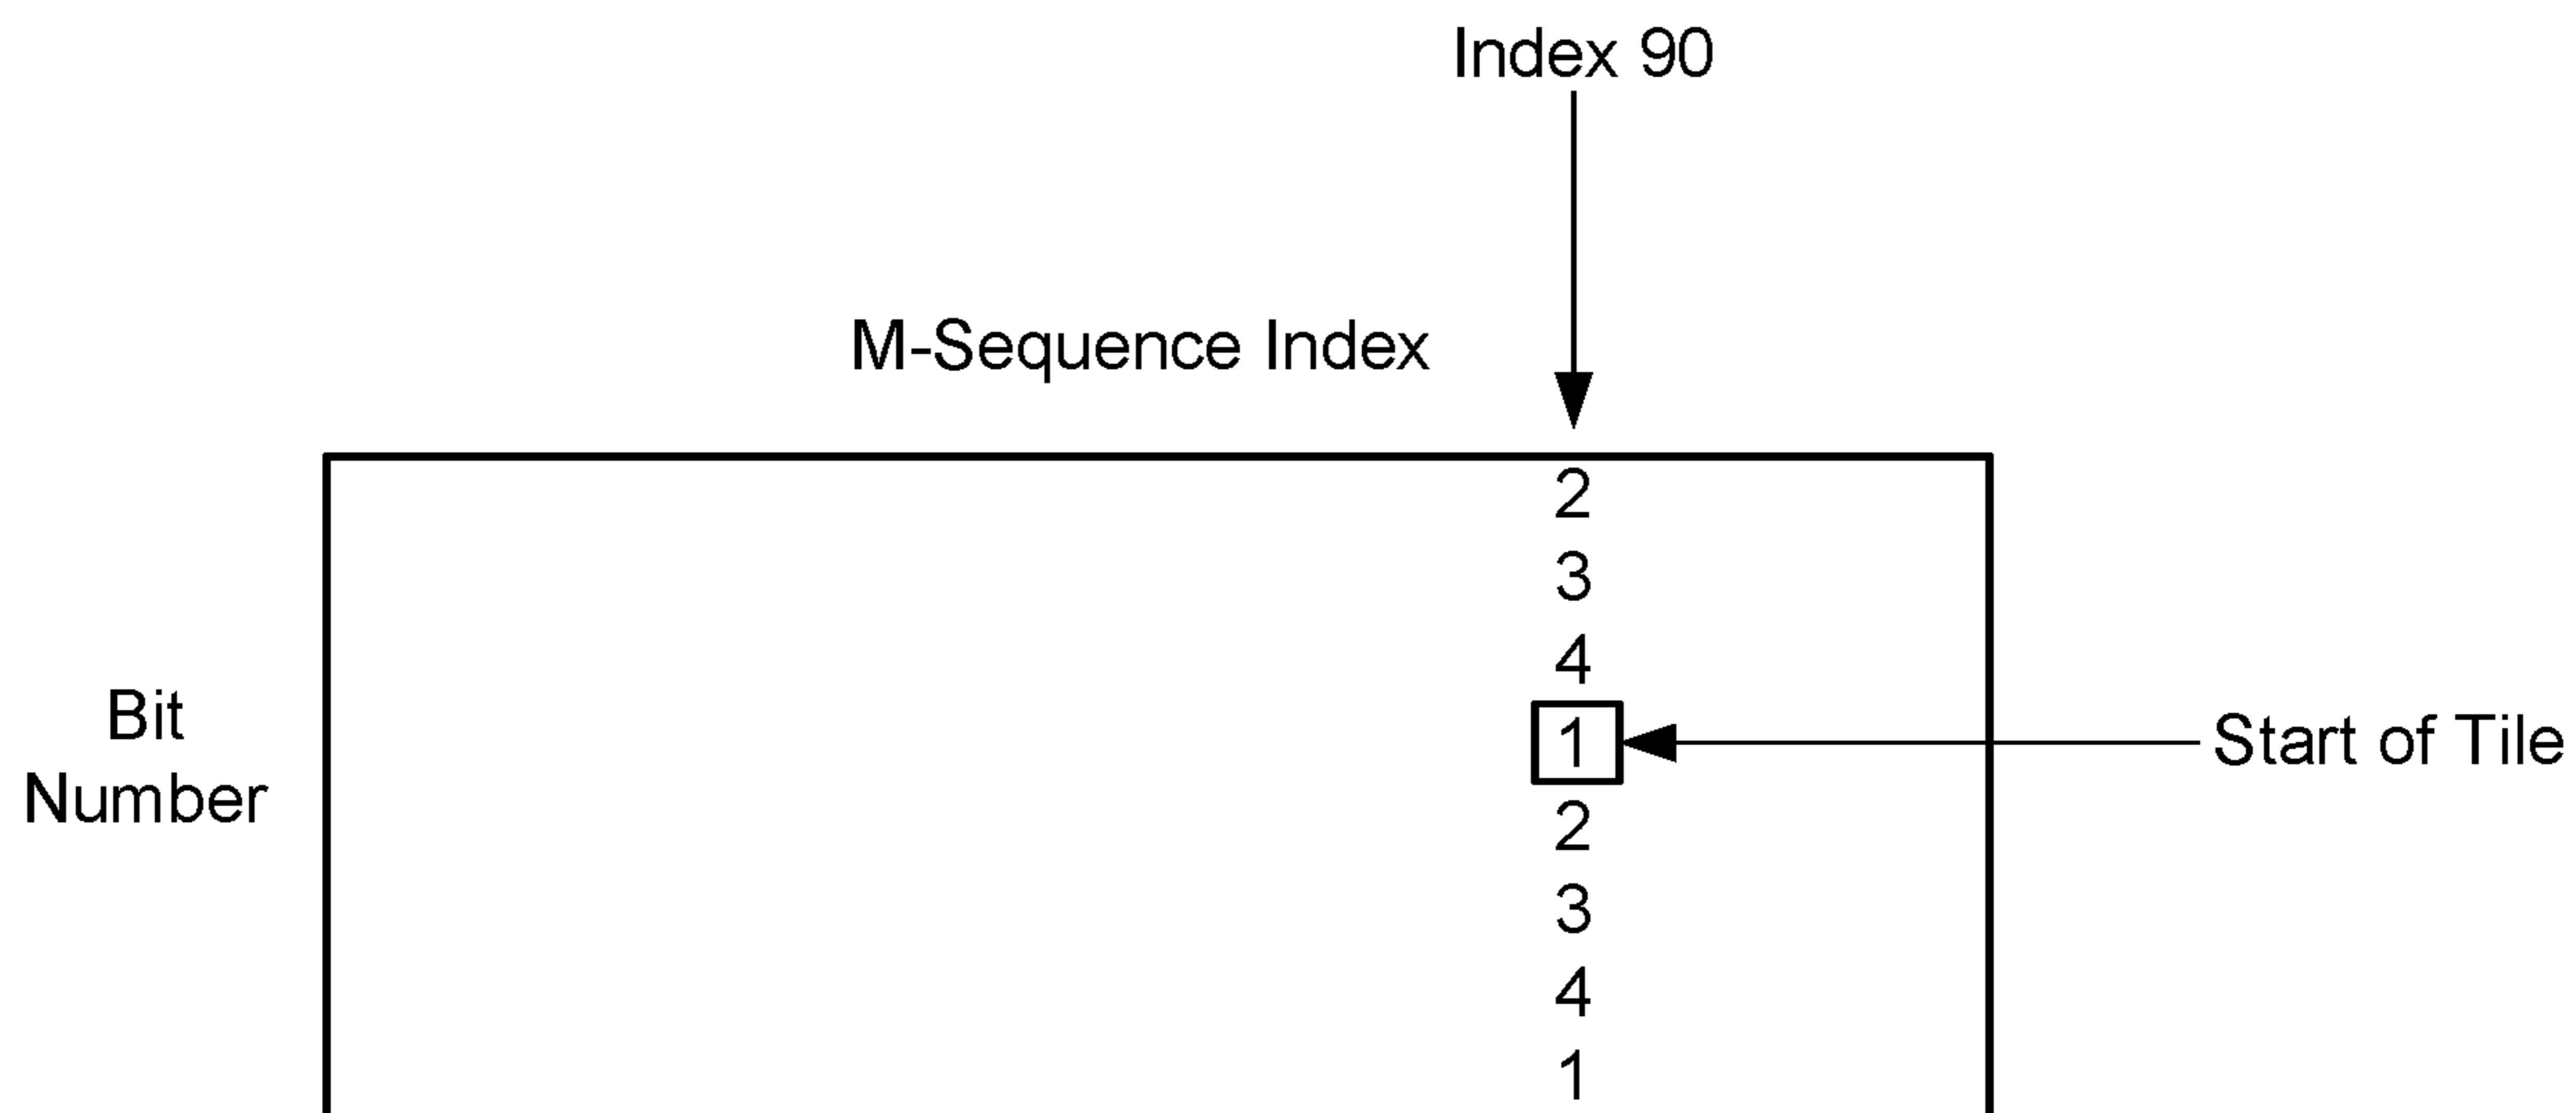 Index 90
M-Sequence Index
2
3
4
Bit
Number
1
Start of Tile
2
3
4
1